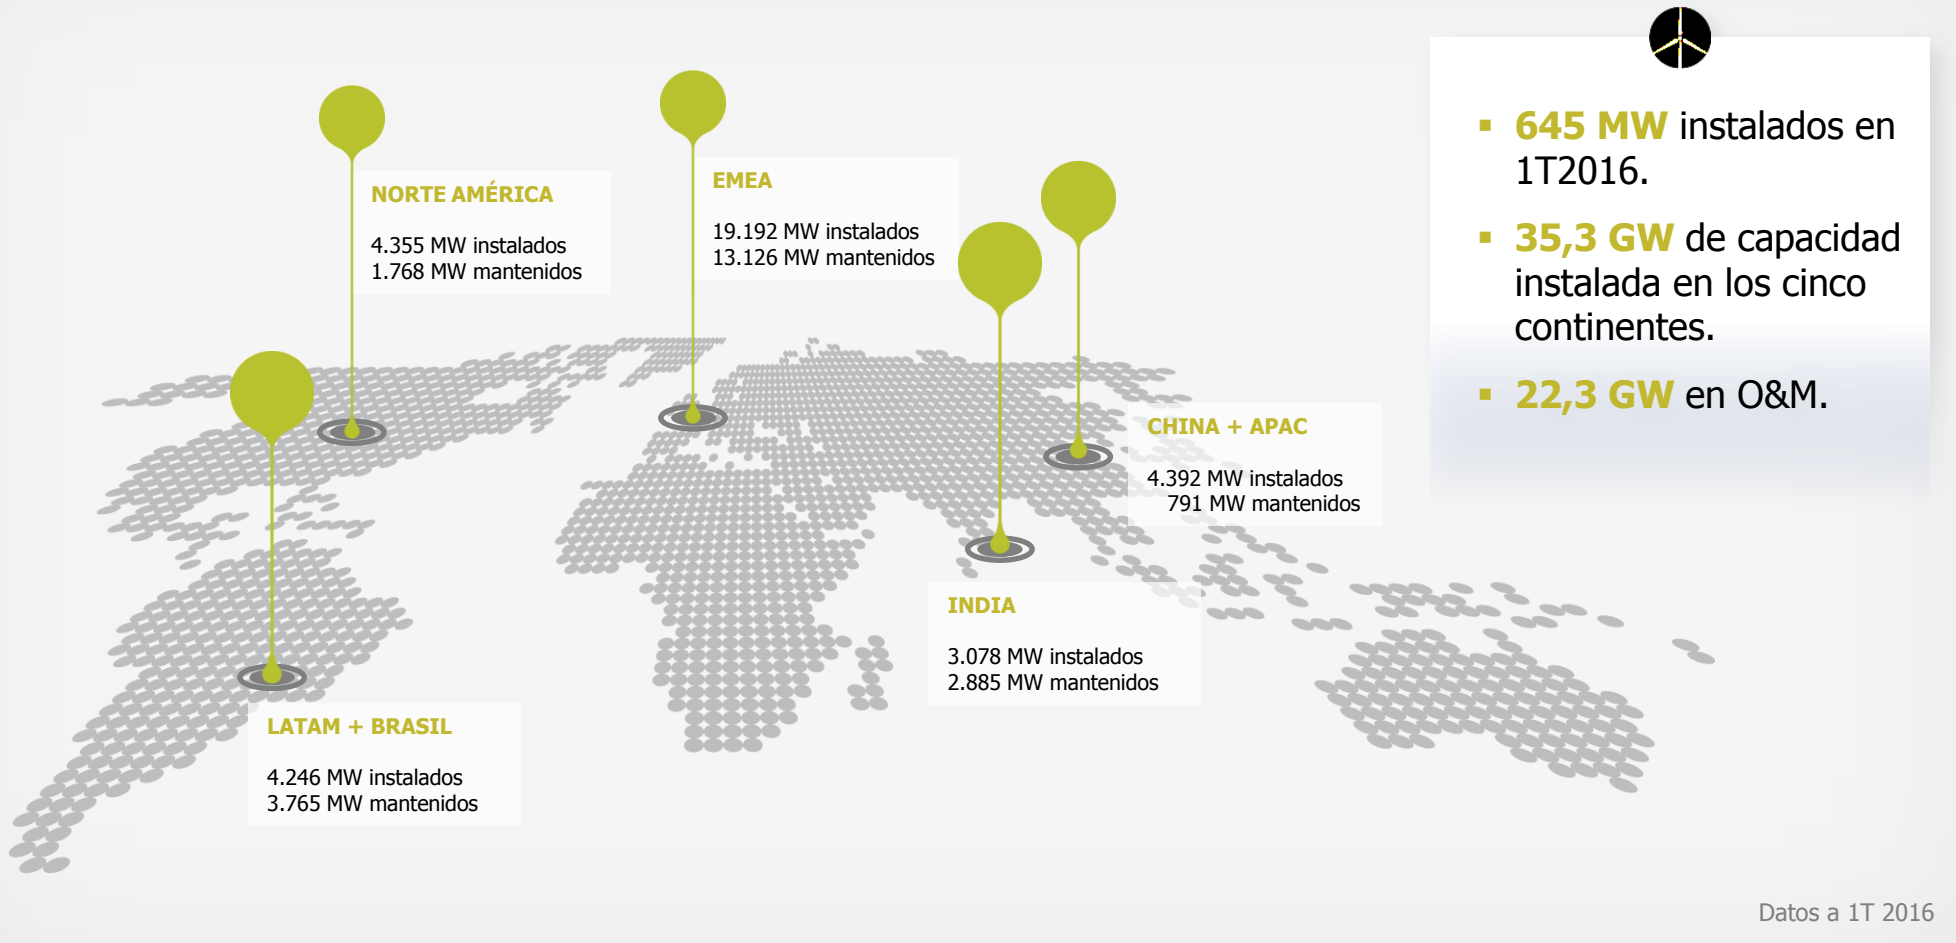 NORTE AMÉRICA
4.355 MW instalados
1.768 MW mantenidos
EMEA
19.192 MW instalados
13.126 MW mantenidos
CHINA + APAC
4.392 MW instalados
791 MW mantenidos
INDIA
3.078 MW instalados
2.885 MW mantenidos
LATAM + BRASIL
4.246 MW instalados
3.765 MW mantenidos
▪ 645 MW instalados en
1T2016.
▪ 35,3 GW de capacidad
instalada en los cinco
continentes.
▪ 22,3 GW en O&M.
Datos a 1T 2016